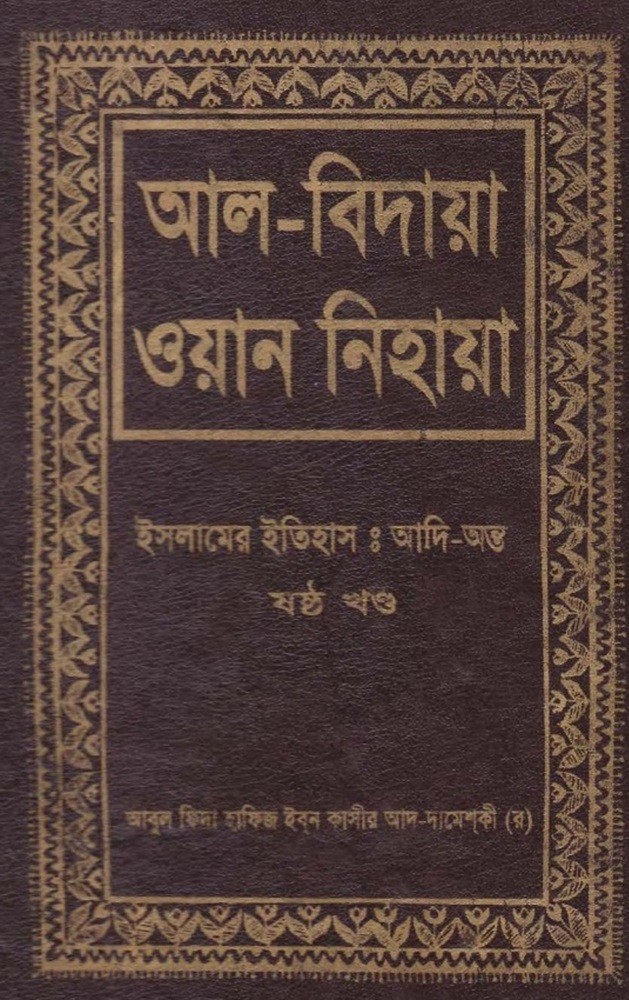 আল-বিদায়া
ওয়ান নিহায়া
ইসলামের ইতিহাস ঃ আদি-অন্ত
ষষ্ঠ খণ্ড
আবুল ফিদা হাফিজ ইবন কাসীর আদ-দামেশ্‌কী (র)